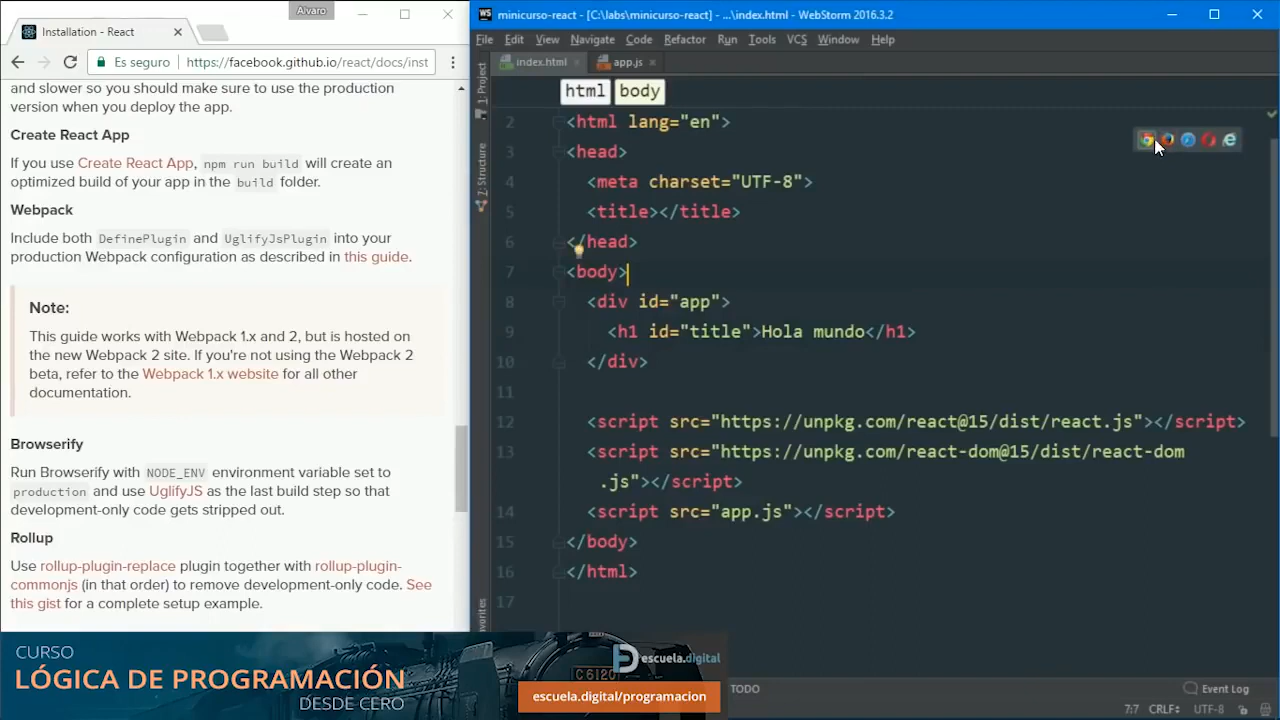 Alvaro
Installation - React
Es seguro
https://facebook.github.io/react/docs/inst
and slower so you should make sure to use the production
version when you deploy the app.
Create React App
If you use Create React App, npm run build will create an
optimized build of your app in the build folder.
Webpack
Include both DefinePlugin and UglifyJsPlugin into your
production Webpack configuration as described in this guide.
Note:
This guide works with Webpack 1.x and 2, but is hosted on
the new Webpack 2 site. If you're not using the Webpack 2
beta, refer to the Webpack 1.x website for all other
documentation.
Browserify
Run Browserify with NODE_ENV environment variable set to
production and use UglifyJS as the last build step so that
development-only code gets stripped out.
Rollup
Use rollup-plugin-replace plugin together with rollup-plugin-
commonjs (in that order) to remove development-only code. See
this gist for a complete setup example.
WS minicurso-react - [C:\labs\minicurso-react] - ...\index.html - WebStorm 2016.3.2
File Edit View Navigate Code Refactor Run Tools VCS Window Help
index.html app.js
1: Project
7: Structure
html body
2 <html lang="en">
3 <head>
4 <meta charset="UTF-8">
5 <title></title>
6 </head>
7 <body>
8 <div id="app">
9 <h1 id="title">Hola mundo</h1>
10 </div>
11
12 <script src="https://unpkg.com/react@15/dist/react.js"></script>
13 <script src="https://unpkg.com/react-dom@15/dist/react-dom
.js"></script>
14 <script src="app.js"></script>
15 </body>
16 </html>
17
CURSO
LÓGICA DE PROGRAMACIÓN
DESDE CERO
C6120
escuela.digital
escuela.digital/programacion
TODO
Event Log
7:7 CRLF÷ UTF-8